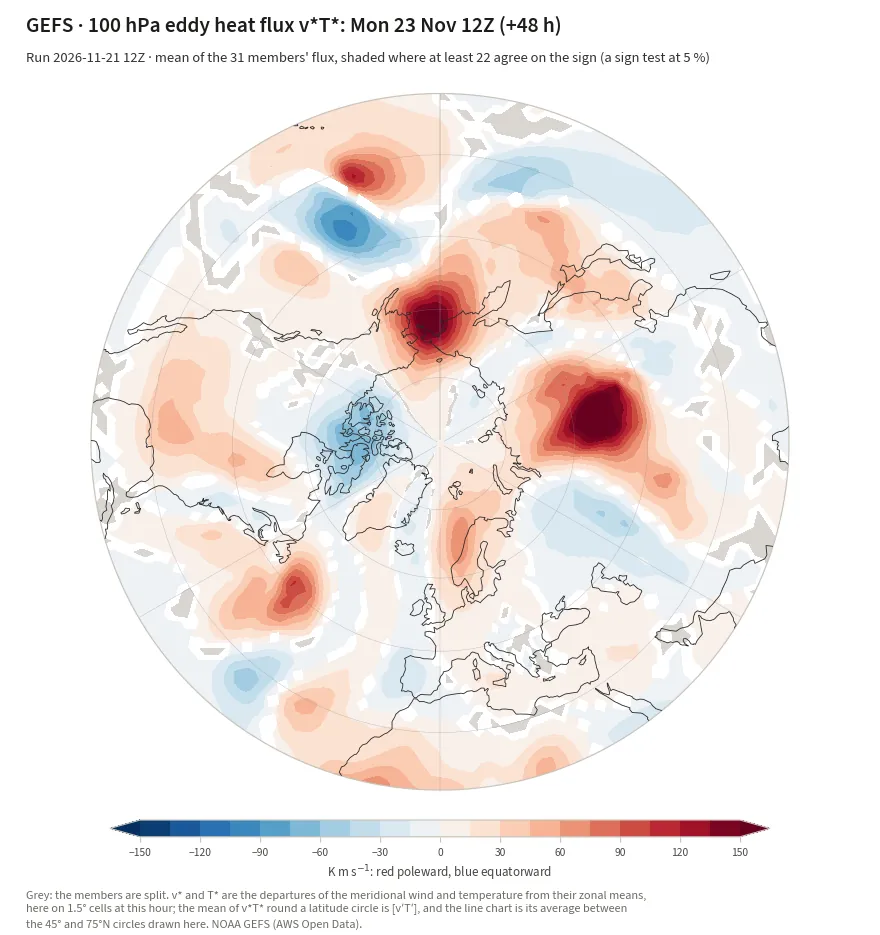 GEFS · 100 hPa eddy heat flux v*T*: Mon 23 Nov 12Z (+48 h)
Run 2026-11-21 12Z · mean of the 31 members' flux, shaded where at least 22 agree on the sign (a sign test at 5 %)
−150 −120 −90 −60 −30 0 30 60 90 120 150
K m s⁻¹: red poleward, blue equatorward
Grey: the members are split. v* and T* are the departures of the meridional wind and temperature from their zonal means,
here on 1.5° cells at this hour; the mean of v*T* round a latitude circle is [v′T′], and the line chart is its average between
the 45° and 75°N circles drawn here. NOAA GEFS (AWS Open Data).